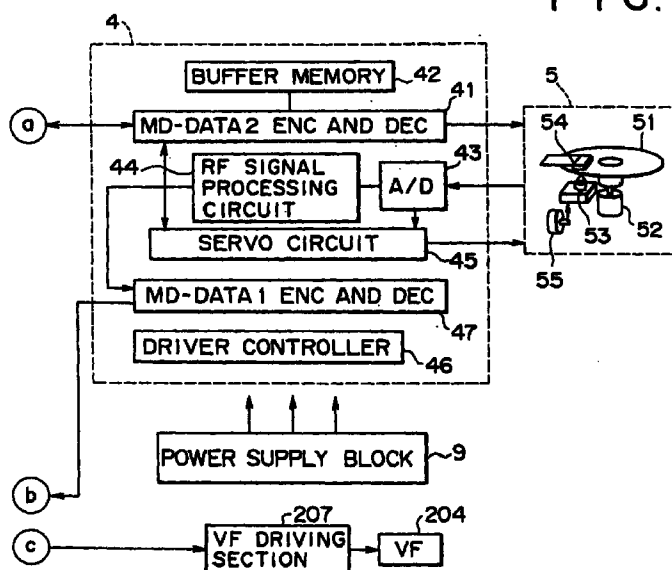 FIG.
4
BUFFER MEMORY
42
41
a
MD-DATA2 ENC AND DEC
5
51
54
44
RF SIGNAL
PROCESSING
CIRCUIT
43
A/D
53
52
55
SERVO CIRCUIT
45
MD-DATA1 ENC AND DEC
47
DRIVER CONTROLLER
46
POWER SUPPLY BLOCK
9
b
207
204
c
VF DRIVING
SECTION
VF